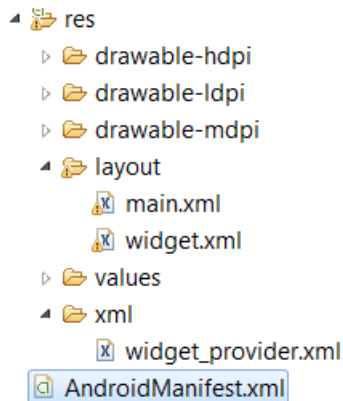 res
drawable-hdpi
drawable-ldpi
drawable-mdpi
layout
main.xml
widget.xml
values
xml
widget_provider.xml
AndroidManifest.xml